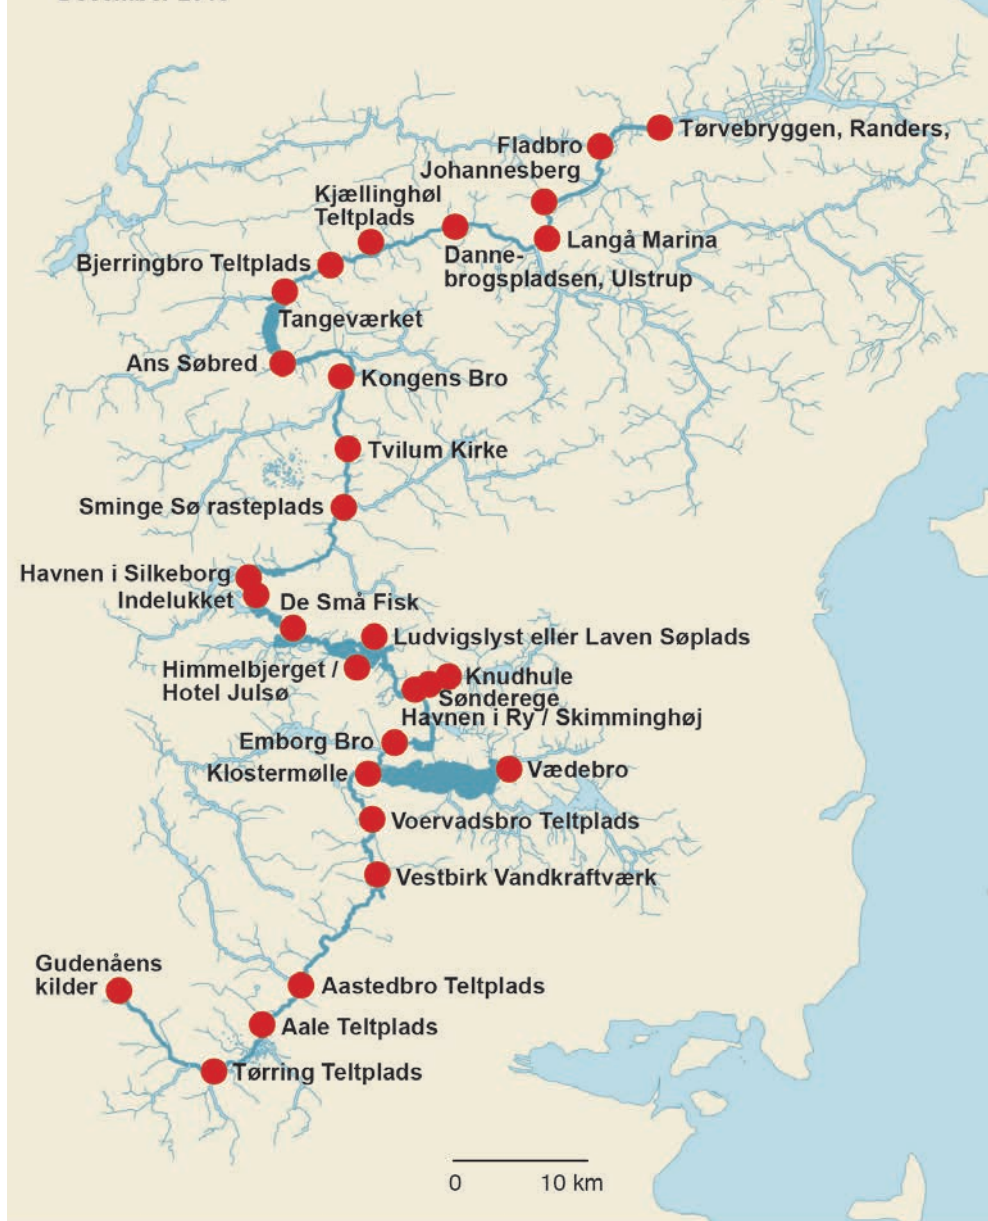 Tørvebryggen, Randers,
Fladbro
Johannesberg
Kjællinghøl
Teltplads
Langå Marina
Danne-
brogspladsen, Ulstrup
Bjerringbro Teltplads
Tangeværket
Ans Søbred
Kongens Bro
Tvilum Kirke
Sminge Sø rasteplads
Havnen i Silkeborg
Indelukket
De Små Fisk
Ludvigslyst eller Laven Søplads
Himmelbjerget /
Hotel Julsø
Knudhule
Sønderege
Havnen i Ry / Skimminghøj
Emborg Bro
Klostermølle
Vædebro
Voervadsbro Teltplads
Vestbirk Vandkraftværk
Gudenåens
kilder
Aastedbro Teltplads
Aale Teltplads
Tørring Teltplads
0 10 km